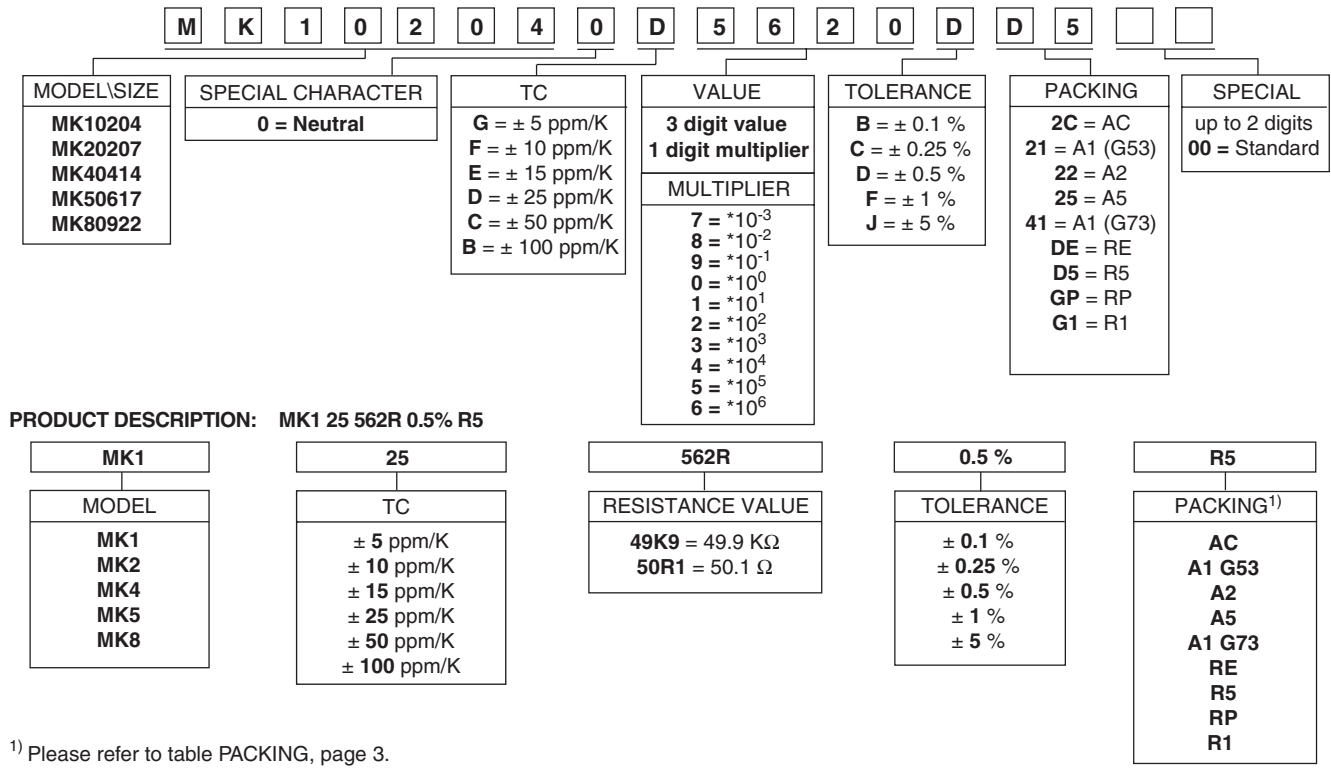 M K 1 0 2 0 4 0 D 5 6 2 0 D D 5
MODEL\SIZE
MK10204
MK20207
MK40414
MK50617
MK80922
SPECIAL CHARACTER
0 = Neutral
TC
G = ± 5 ppm/K
F = ± 10 ppm/K
E = ± 15 ppm/K
D = ± 25 ppm/K
C = ± 50 ppm/K
B = ± 100 ppm/K
VALUE
3 digit value
1 digit multiplier
MULTIPLIER
7 = *10-3
8 = *10-2
9 = *10-1
0 = *100
1 = *101
2 = *102
3 = *103
4 = *104
5 = *105
6 = *106
TOLERANCE
B = ± 0.1 %
C = ± 0.25 %
D = ± 0.5 %
F = ± 1 %
J = ± 5 %
PACKING
2C = AC
21 = A1 (G53)
22 = A2
25 = A5
41 = A1 (G73)
DE = RE
D5 = R5
GP = RP
G1 = R1
SPECIAL
up to 2 digits
00 = Standard
PRODUCT DESCRIPTION: MK1 25 562R 0.5% R5
MK1
MODEL
MK1
MK2
MK4
MK5
MK8
25
TC
± 5 ppm/K
± 10 ppm/K
± 15 ppm/K
± 25 ppm/K
± 50 ppm/K
± 100 ppm/K
562R
RESISTANCE VALUE
49K9 = 49.9 KΩ
50R1 = 50.1 Ω
0.5 %
TOLERANCE
± 0.1 %
± 0.25 %
± 0.5 %
± 1 %
± 5 %
R5
PACKING1)
AC
A1 G53
A2
A5
A1 G73
RE
R5
RP
R1
1) Please refer to table PACKING, page 3.